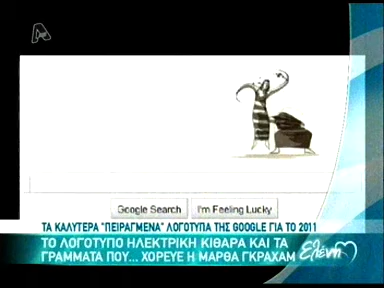 Google Search I'm Feeling Lucky
ΤΑ ΚΑΛΥΤΕΡΑ "ΠΕΙΡΑΓΜΕΝΑ" ΛΟΓΟΤΥΠΑ ΤΗΣ GOOGLE ΓΙΑ ΤΟ 2011
ΤΟ ΛΟΓΟΤΥΠΟ ΗΛΕΚΤΡΙΚΗ ΚΙΘΑΡΑ ΚΑΙ ΤΑ
ΓΡΑΜΜΑΤΑ ΠΟΥ... ΧΟΡΕΥΕ Η ΜΑΡΘΑ ΓΚΡΑΧΑΜ
Ελένη